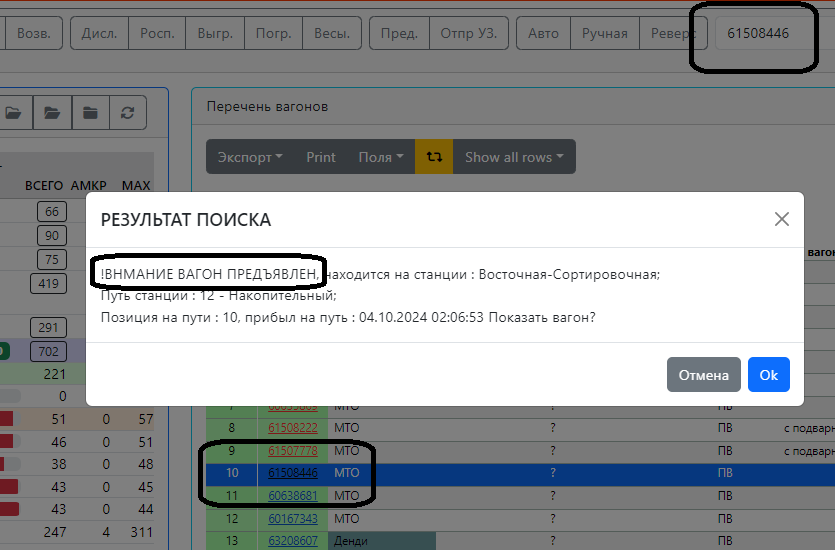 Возв. Дисл. Росп. Выгр. Погр. Весы. Пред. Отпр УЗ. Авто Ручная Реверс 61508446
Перечень вагонов
Экспорт Print Поля Show all rows
ВСЕГО АМКР MAX
66
90
75
419
291
702
221
0
51 0 57
46 0 51
38 0 48
43 0 45
43 0 44
247 4 311
РЕЗУЛЬТАТ ПОИСКА
!ВНМАНИЕ ВАГОН ПРЕДЪЯВЛЕН, находится на станции : Восточная-Сортировочная;
Путь станции : 12 - Накопительный;
Позиция на пути : 10, прибыл на путь : 04.10.2024 02:06:53 Показать вагон?
Отмена Ok
вагон
7 МТО ? ПВ
8 61508222 МТО ? ПВ с подварн
9 61507778 МТО ? ПВ с подварн
10 61508446 МТО ? ПВ
11 60638681 МТО ? ПВ
12 60167343 МТО ? ПВ
13 63208607 Денди ? ПВ